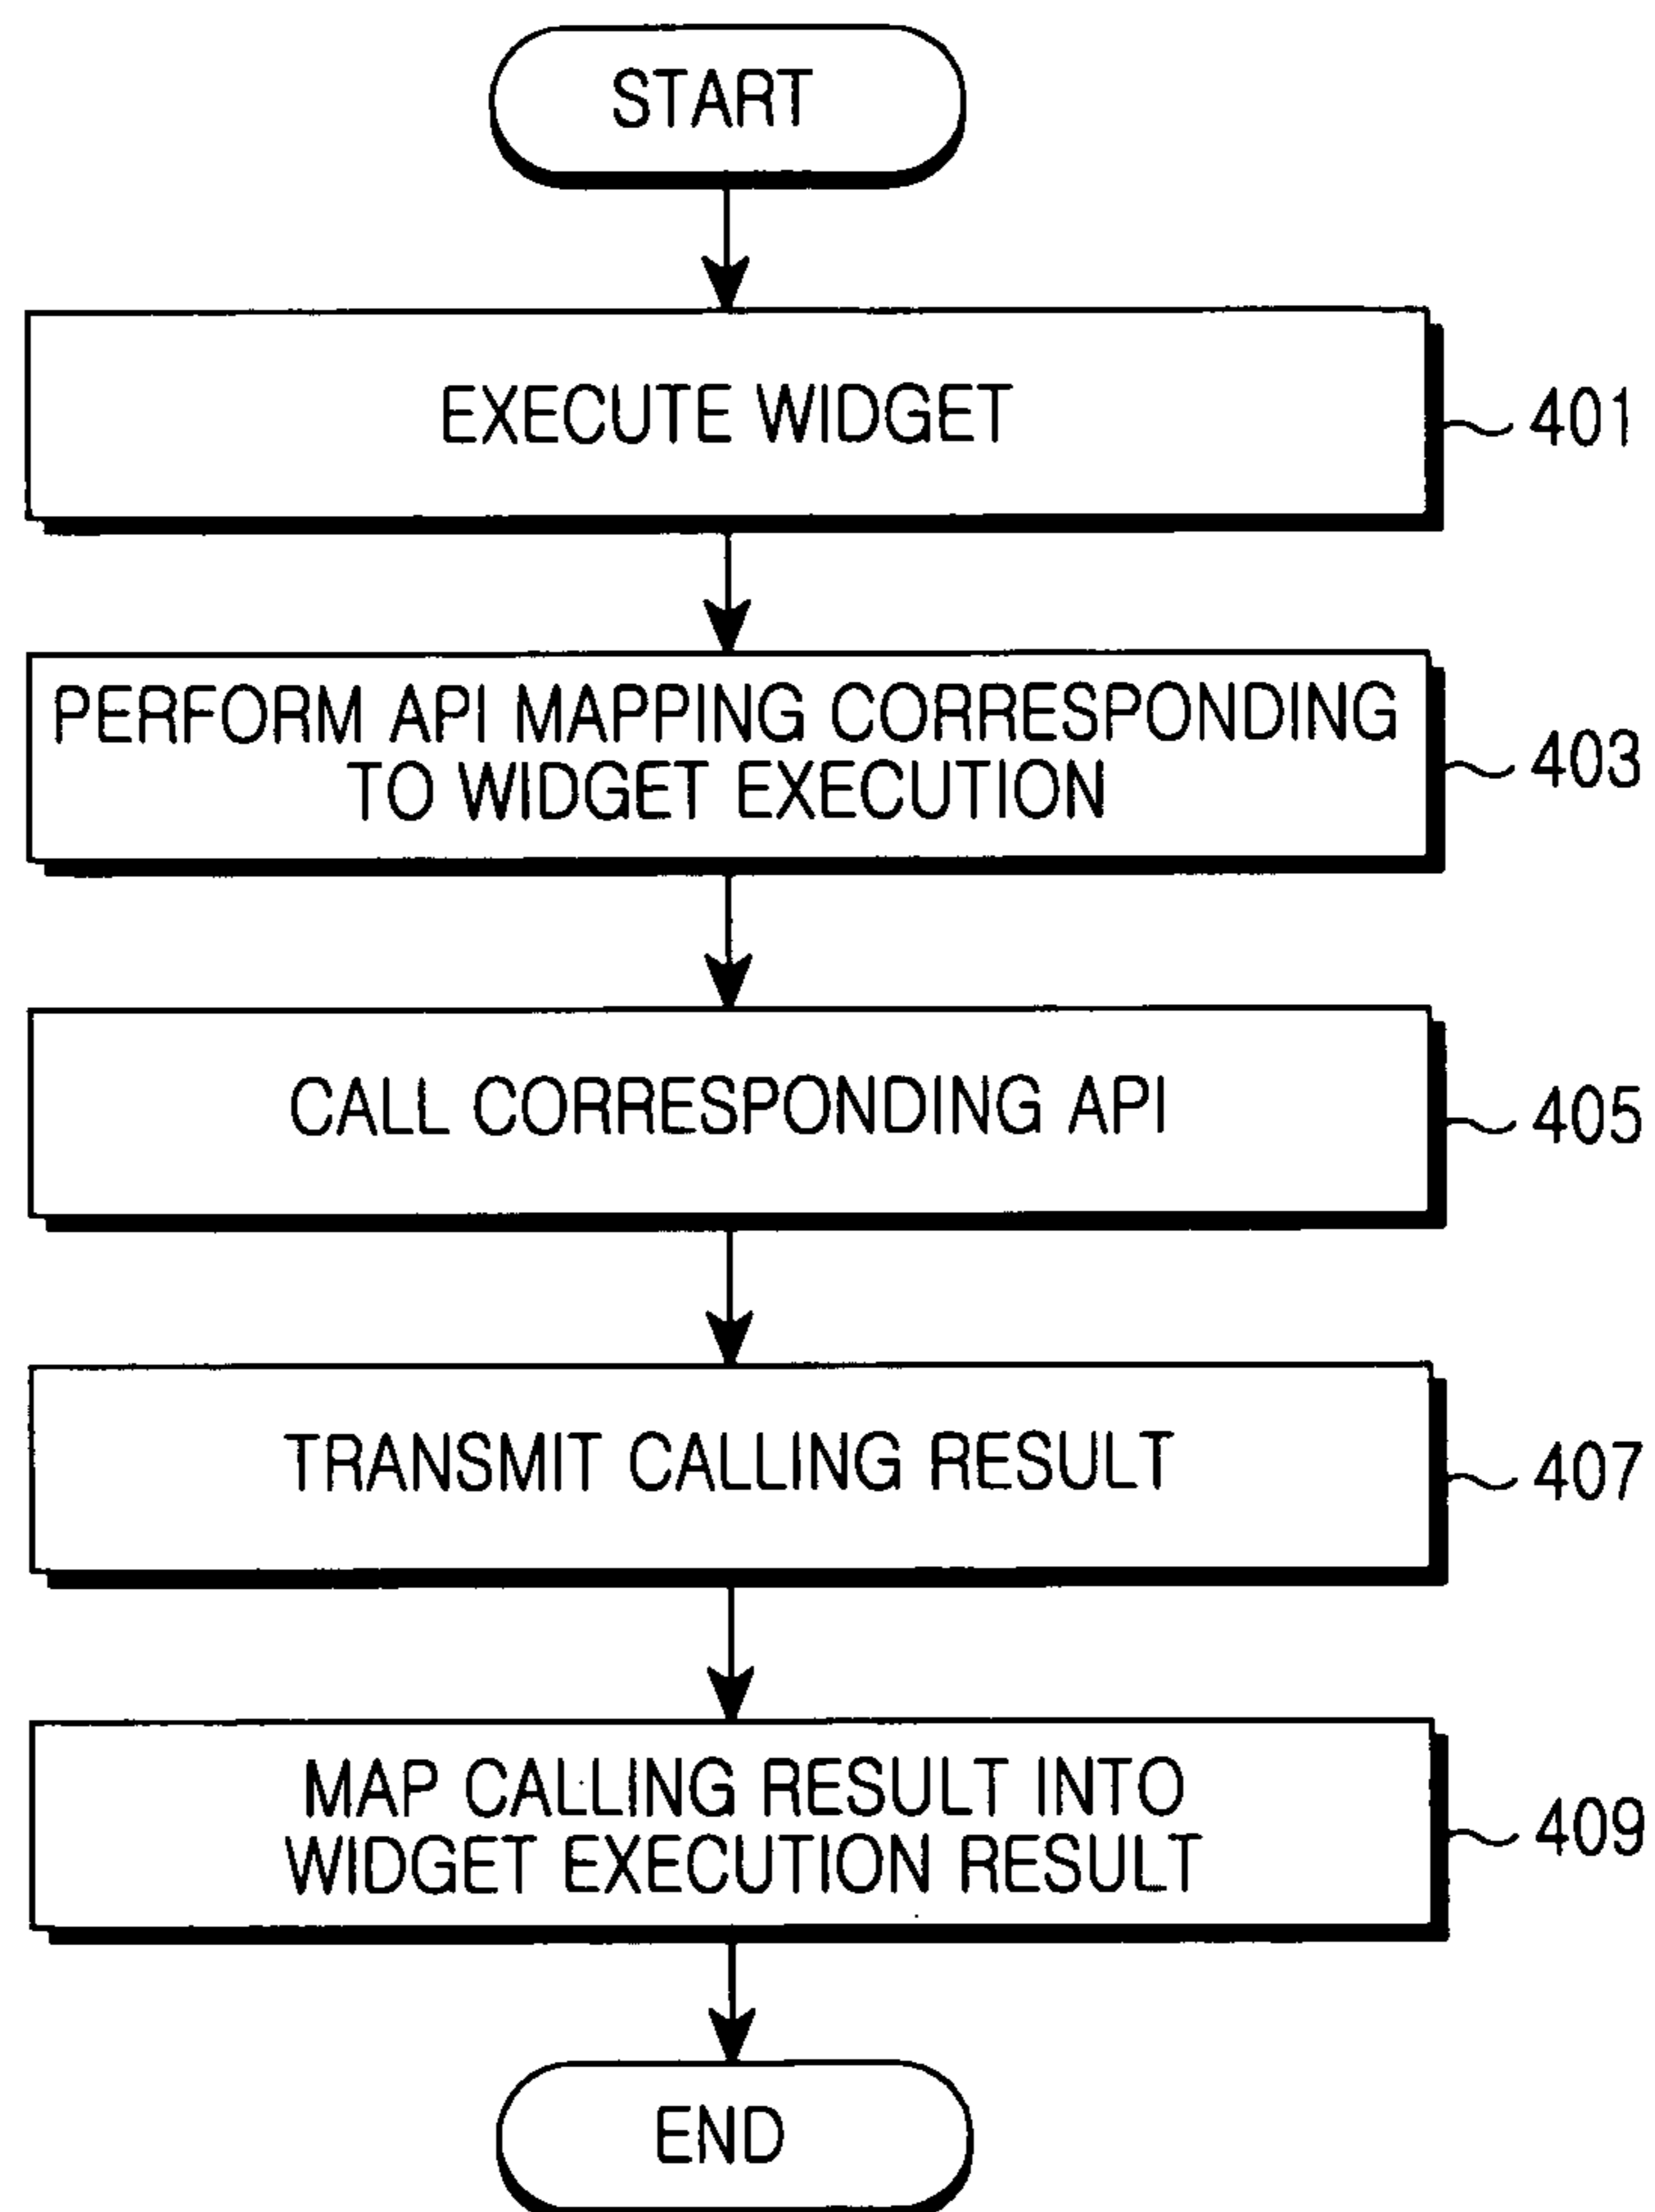 START
EXECUTE WIDGET
401
PERFORM API MAPPING CORRESPONDING
TO WIDGET EXECUTION
403
CALL CORRESPONDING API
405
TRANSMIT CALLING RESULT
407
MAP CALLING RESULT INTO
WIDGET EXECUTION RESULT
409
END